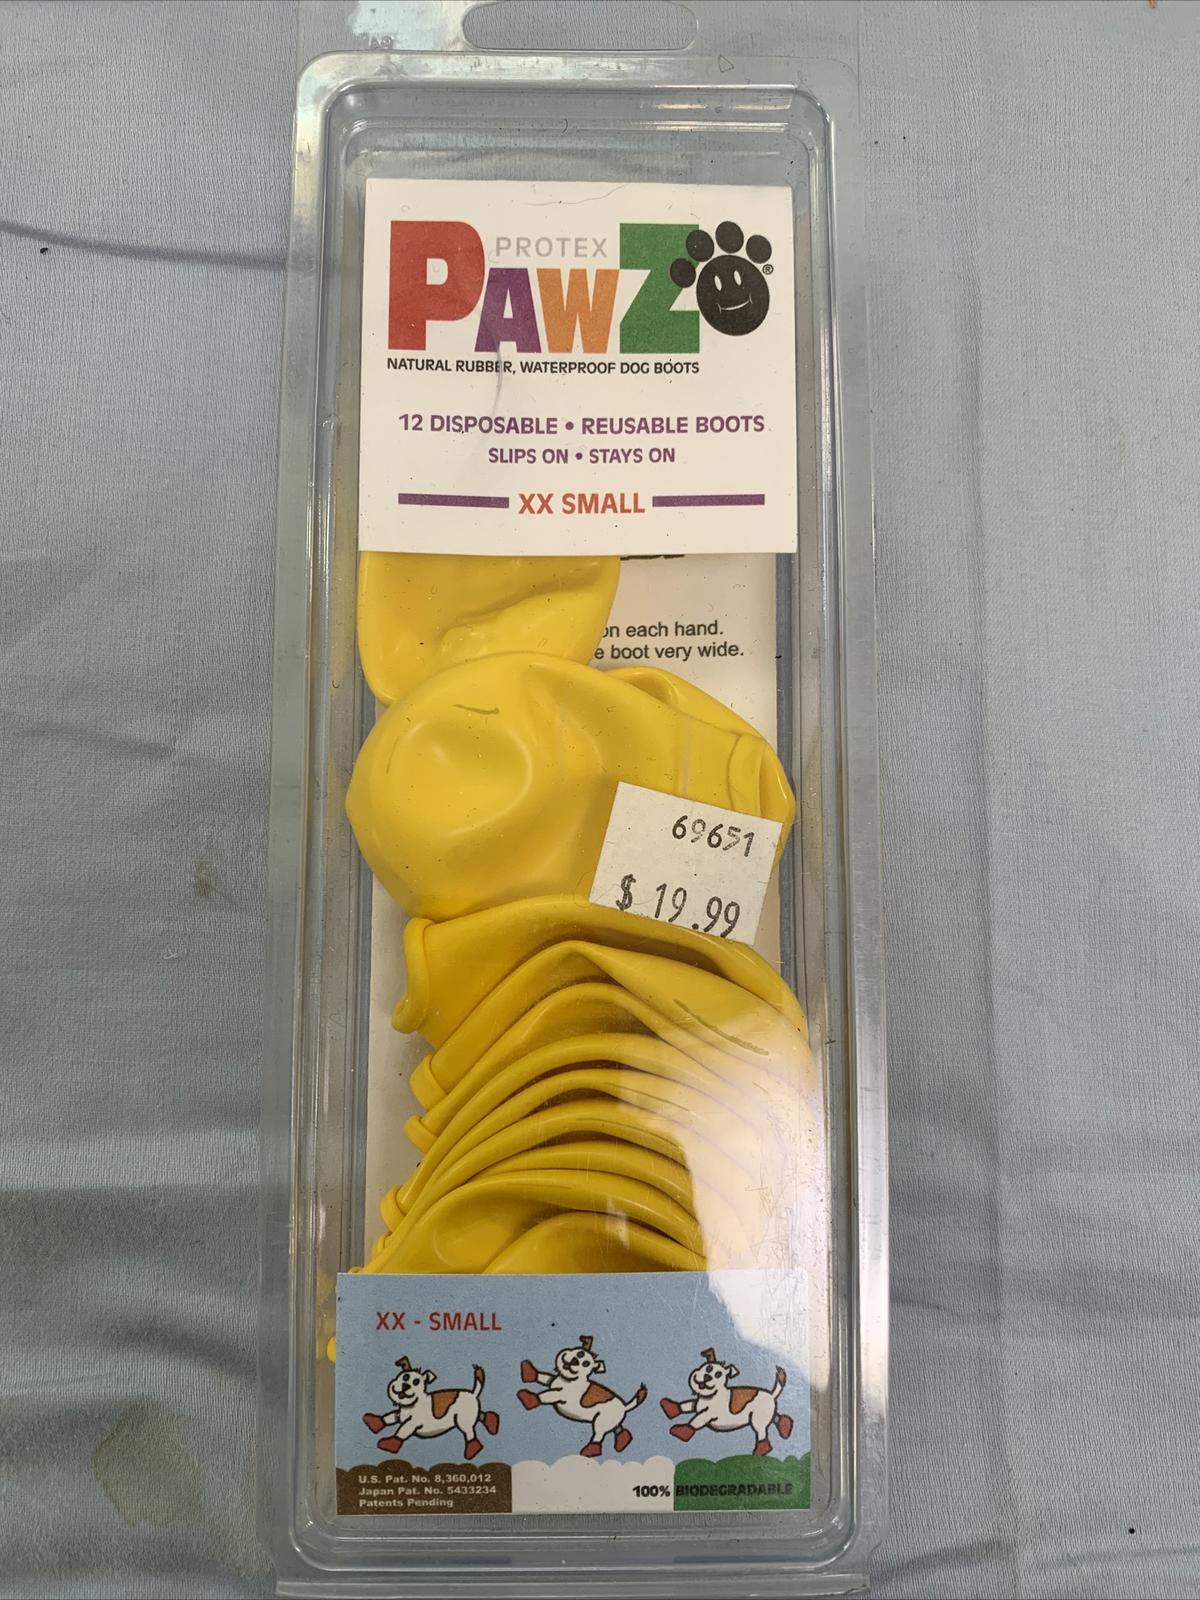 PROTEX
PAWZ®
NATURAL RUBBER, WATERPROOF DOG BOOTS
12 DISPOSABLE • REUSABLE BOOTS
SLIPS ON • STAYS ON
XX SMALL
on each hand.
boot very wide.
69651
$ 19.99
XX - SMALL
U.S. Pat. No. 8,360,012
Japan Pat. No. 5433234
Patents Pending
100% BIODEGRADABLE